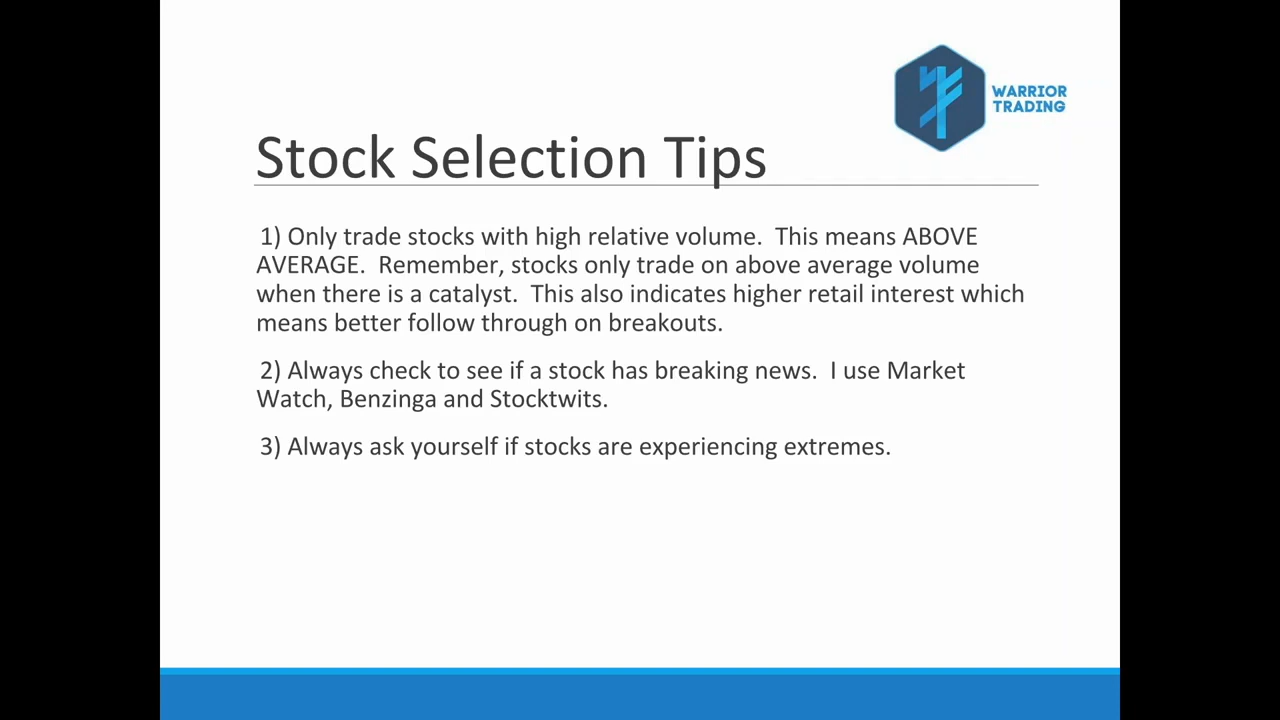 WARRIOR
TRADING
Stock Selection Tips
1) Only trade stocks with high relative volume.  This means ABOVE
AVERAGE.  Remember, stocks only trade on above average volume
when there is a catalyst.  This also indicates higher retail interest which
means better follow through on breakouts.
2) Always check to see if a stock has breaking news.  I use Market
Watch, Benzinga and Stocktwits.
3) Always ask yourself if stocks are experiencing extremes.